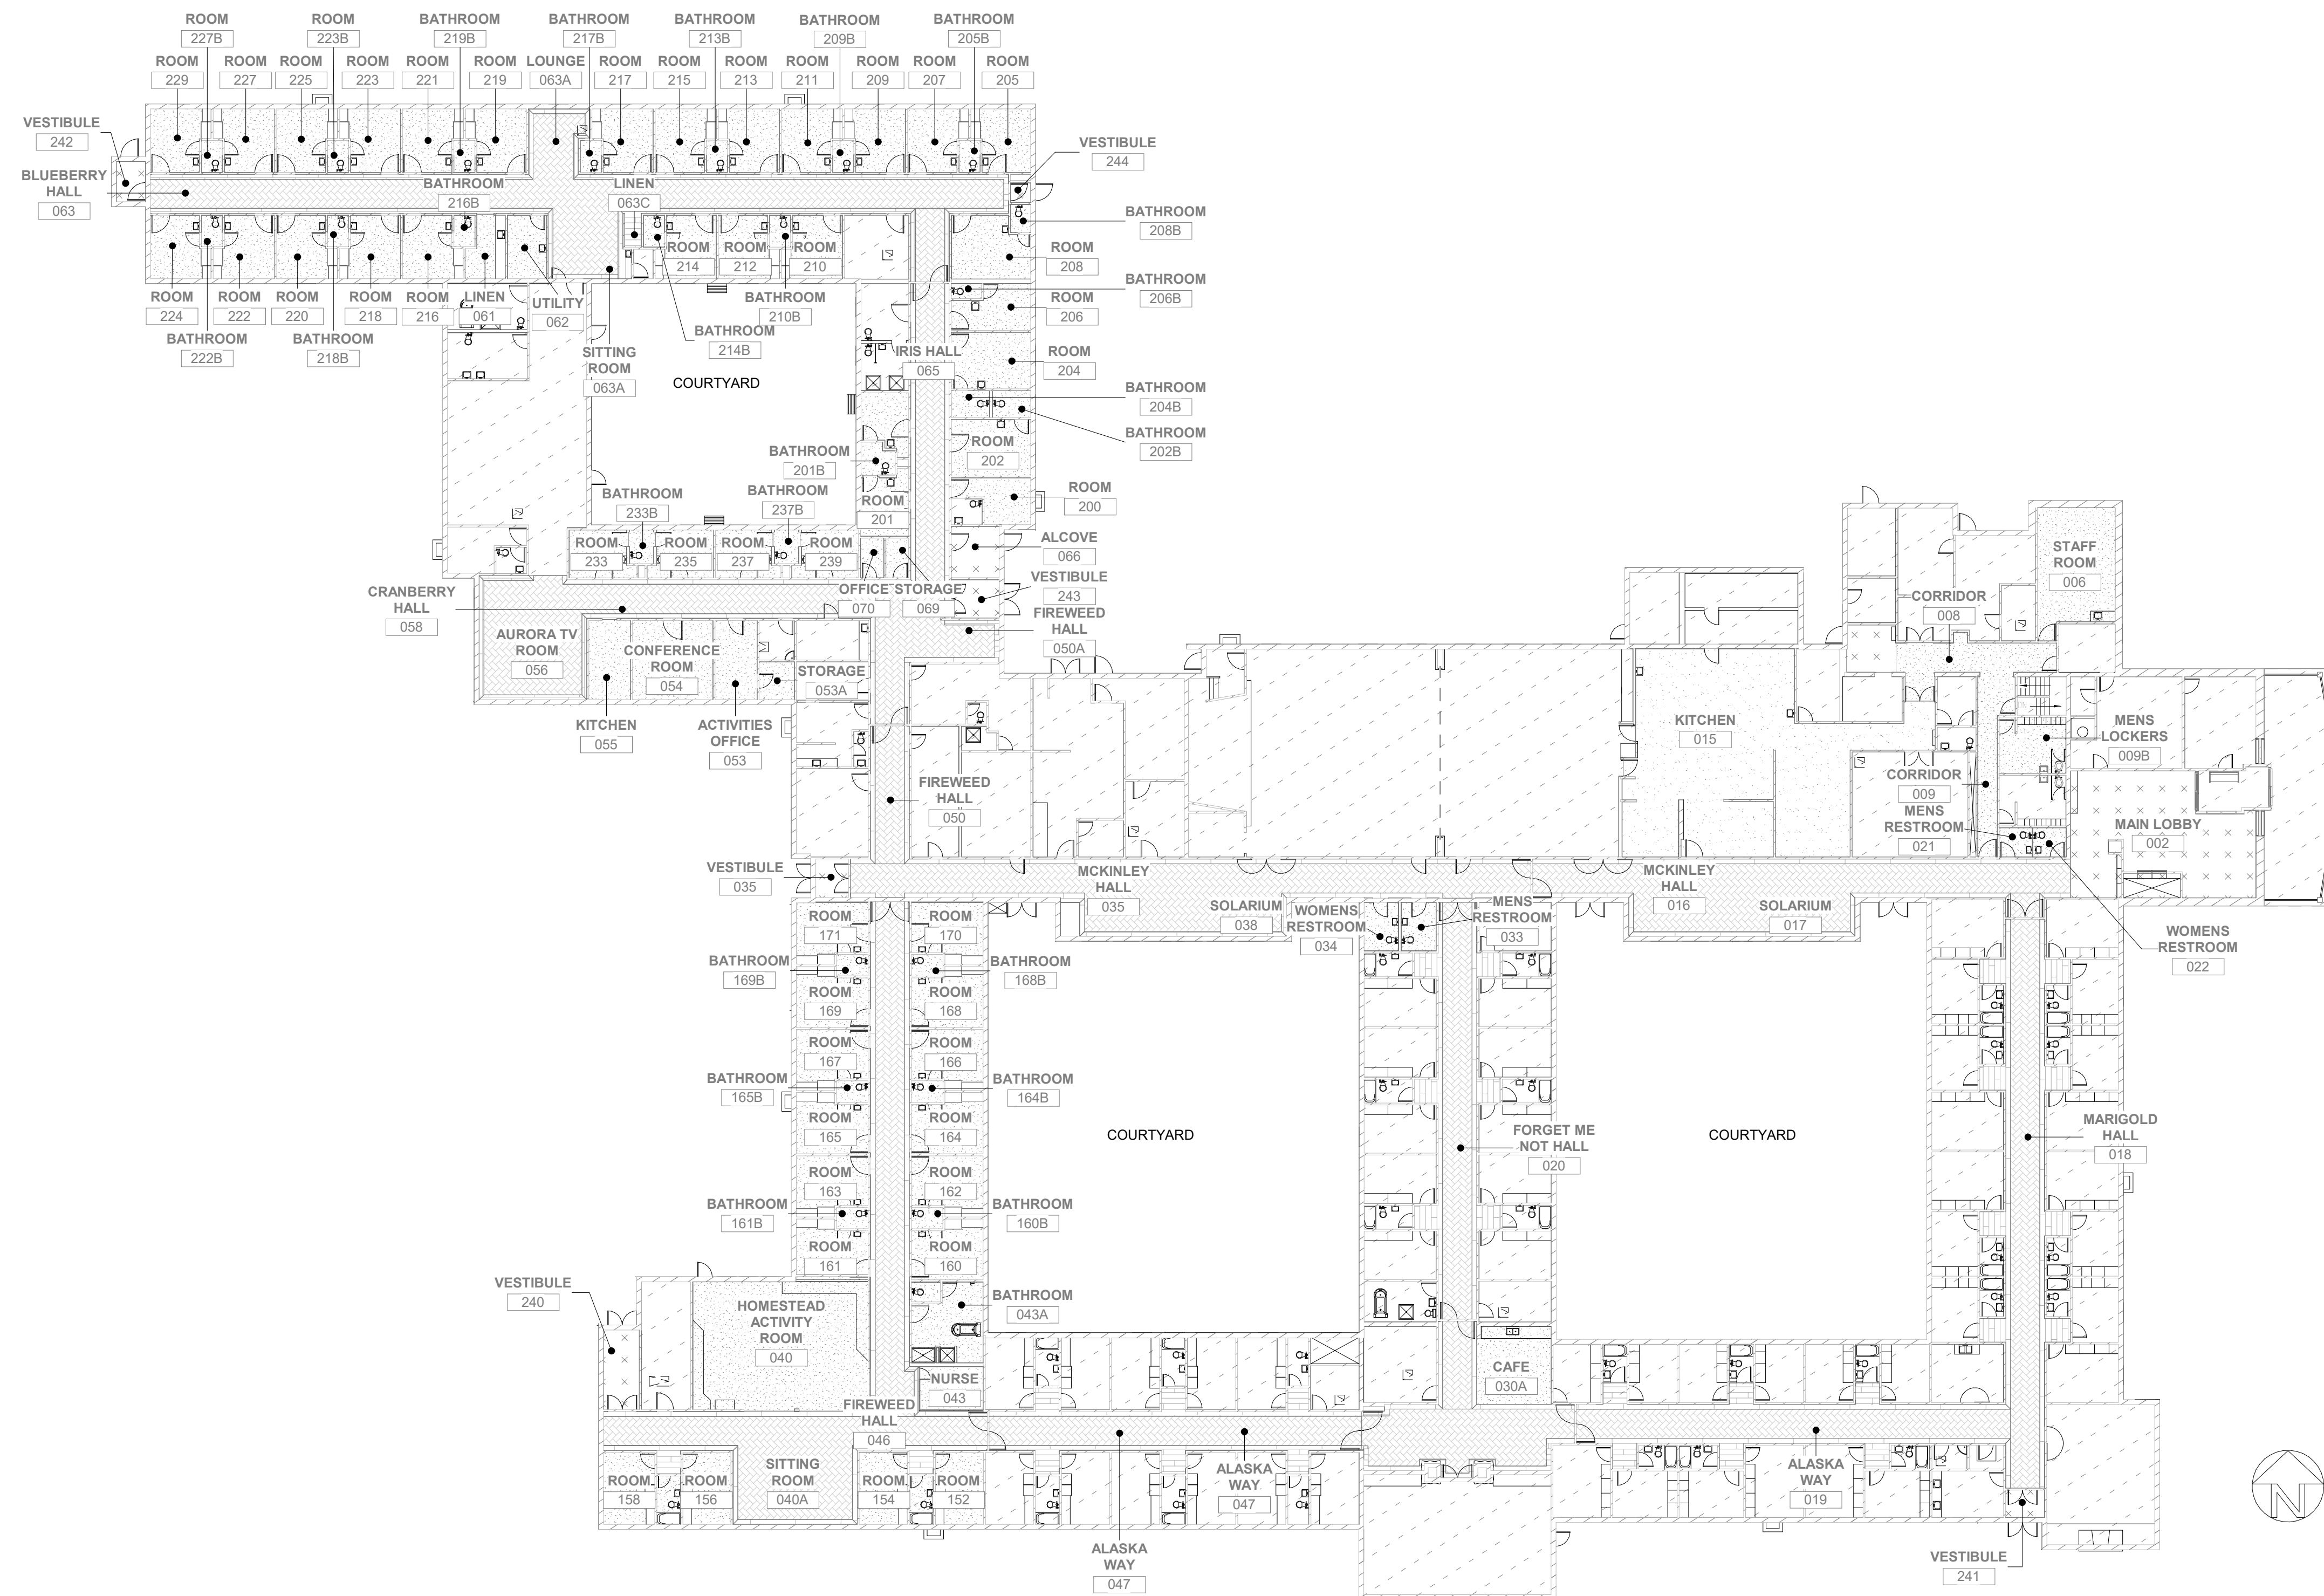 ROOM
227B
ROOM
223B
BATHROOM
219B
BATHROOM
217B
BATHROOM
213B
BATHROOM
209B
BATHROOM
205B
ROOM
229
ROOM
227
ROOM
225
ROOM
223
ROOM
221
ROOM
219
LOUNGE
063A
ROOM
217
ROOM
215
ROOM
213
ROOM
211
ROOM
209
ROOM
207
ROOM
205
VESTIBULE
242
VESTIBULE
244
BLUEBERRY
HALL
063
BATHROOM
216B
LINEN
063C
BATHROOM
208B
ROOM
214
ROOM
212
ROOM
210
ROOM
208
ROOM
224
ROOM
222
ROOM
220
ROOM
218
ROOM
216
LINEN
061
UTILITY
062
BATHROOM
210B
BATHROOM
206B
ROOM
206
BATHROOM
222B
BATHROOM
218B
BATHROOM
214B
SITTING
ROOM
063A
COURTYARD
IRIS HALL
065
ROOM
204
BATHROOM
204B
BATHROOM
202B
ROOM
202
BATHROOM
201B
ROOM
201
ROOM
200
BATHROOM
233B
BATHROOM
237B
ROOM
233
ROOM
235
ROOM
237
ROOM
239
ALCOVE
066
VESTIBULE
243
CRANBERRY
HALL
058
OFFICE
070
STORAGE
069
FIREWEED
HALL
050A
AURORA TV
ROOM
056
CONFERENCE
ROOM
054
STORAGE
053A
KITCHEN
055
ACTIVITIES
OFFICE
053
STAFF
ROOM
006
CORRIDOR
008
KITCHEN
015
MENS
LOCKERS
009B
CORRIDOR
009
MENS
RESTROOM
021
MAIN LOBBY
002
FIREWEED
HALL
050
VESTIBULE
035
MCKINLEY
HALL
035
SOLARIUM
038
MCKINLEY
HALL
016
SOLARIUM
017
WOMENS
RESTROOM
034
MENS
RESTROOM
033
WOMENS
RESTROOM
022
ROOM
171
ROOM
170
BATHROOM
169B
BATHROOM
168B
ROOM
169
ROOM
168
ROOM
167
ROOM
166
BATHROOM
165B
BATHROOM
164B
ROOM
165
ROOM
164
COURTYARD
FORGET ME
NOT HALL
020
COURTYARD
MARIGOLD
HALL
018
ROOM
163
ROOM
162
BATHROOM
161B
BATHROOM
160B
ROOM
161
ROOM
160
VESTIBULE
240
HOMESTEAD
ACTIVITY
ROOM
040
BATHROOM
043A
NURSE
043
CAFE
030A
FIREWEED
HALL
046
ROOM
158
ROOM
156
SITTING
ROOM
040A
ROOM
154
ROOM
152
ALASKA
WAY
047
ALASKA
WAY
019
ALASKA
WAY
047
VESTIBULE
241
N